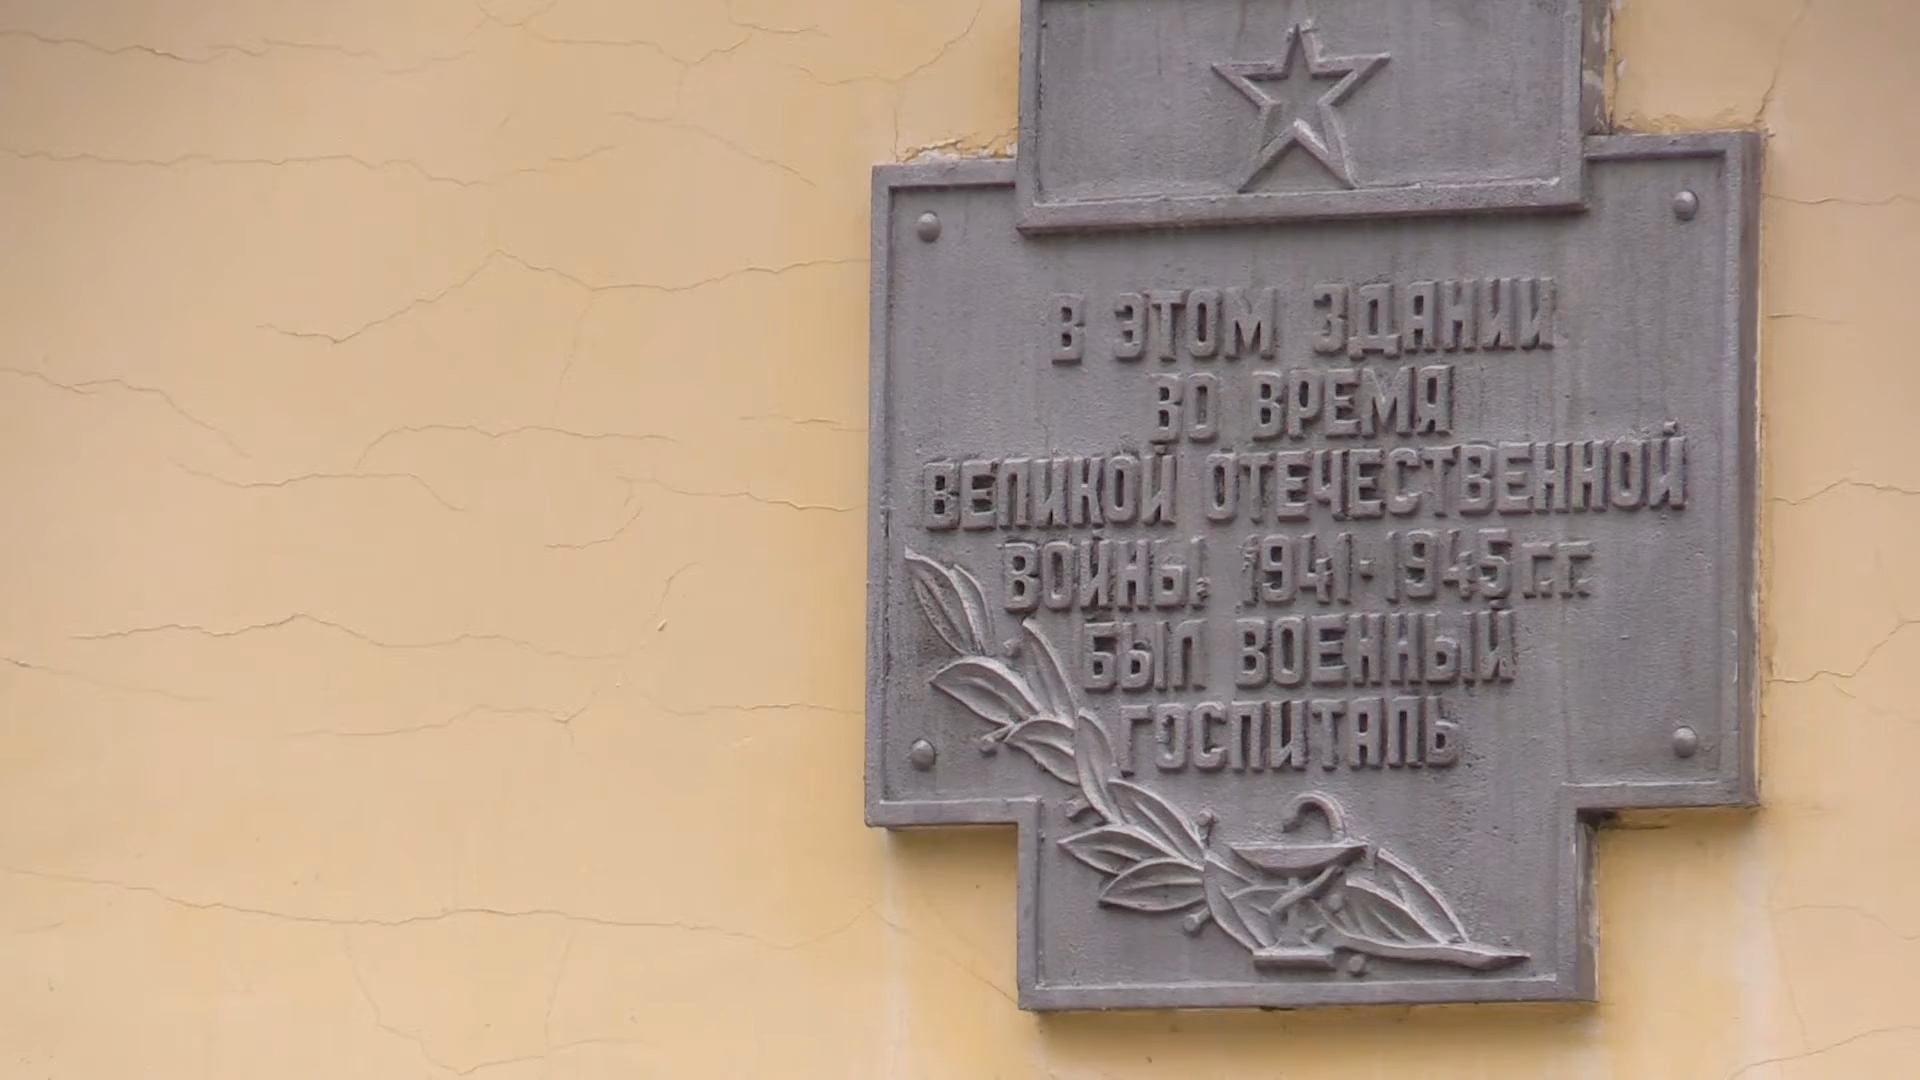 В ЭТОМ ЗДАНИИ
ВО ВРЕМЯ
ВЕЛИКОЙ ОТЕЧЕСТВЕННОЙ
ВОЙНЫ 1941-1945 г.г.
БЫЛ ВОЕННЫЙ
ГОСПИТАЛЬ